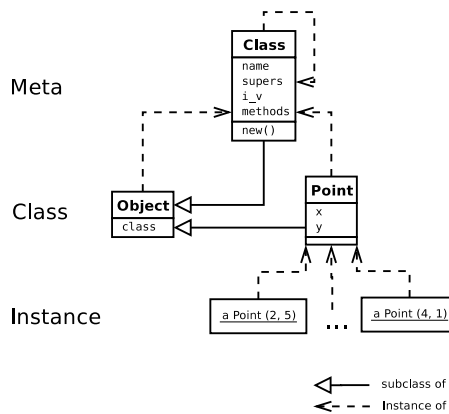 Class
name
supers
i_v
methods
new()
Meta
Object
class
Class
Point
x
y
Instance
a Point (2, 5)
...
a Point (4, 1)
subclass of
Instance of